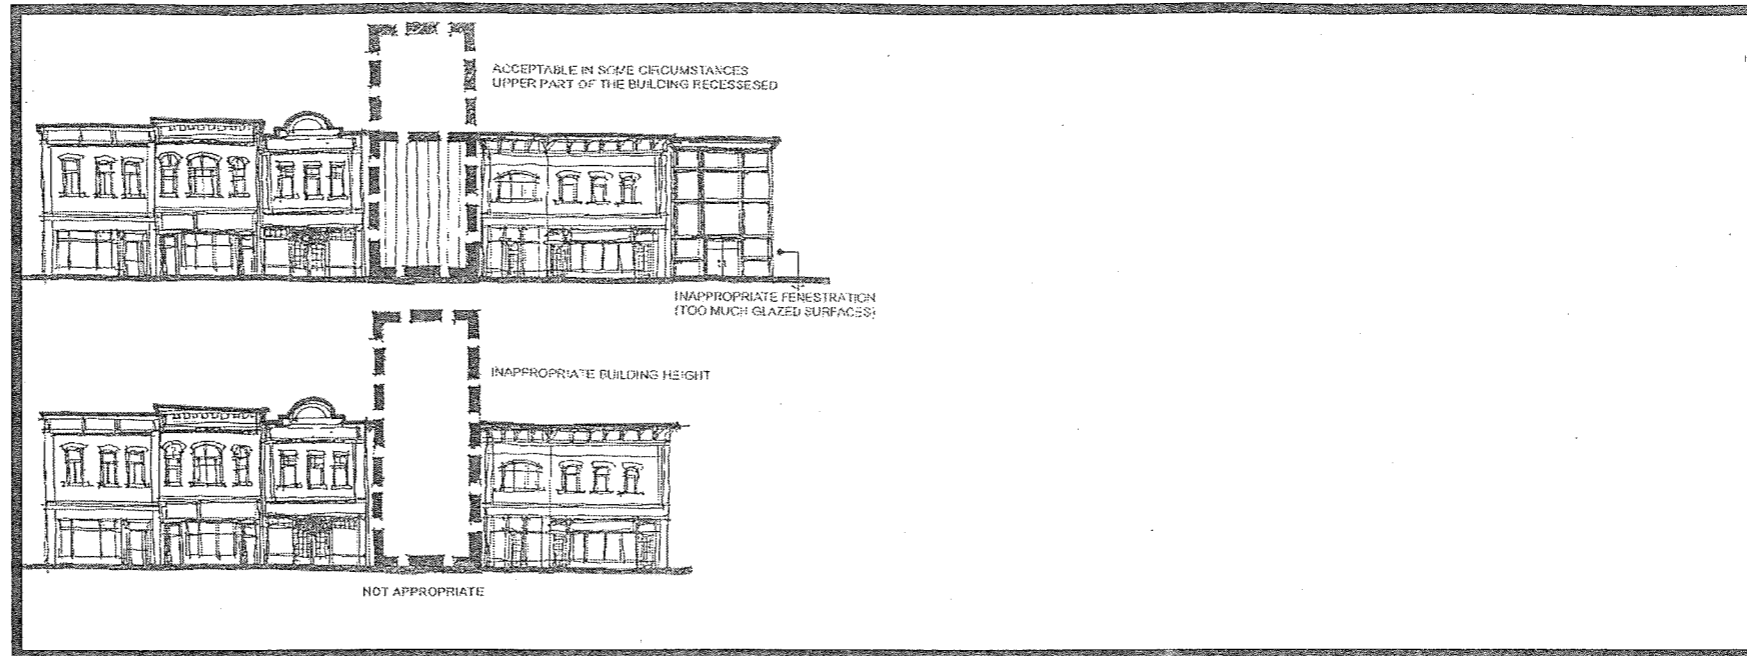 ACCEPTABLE IN SOME CIRCUMSTANCES
UPPER PART OF THE BUILDING RECESSESED
INAPPROPRIATE FENESTRATION
(TOO MUCH GLAZED SURFACES)
INAPPROPRIATE BUILDING HEIGHT
NOT APPROPRIATE